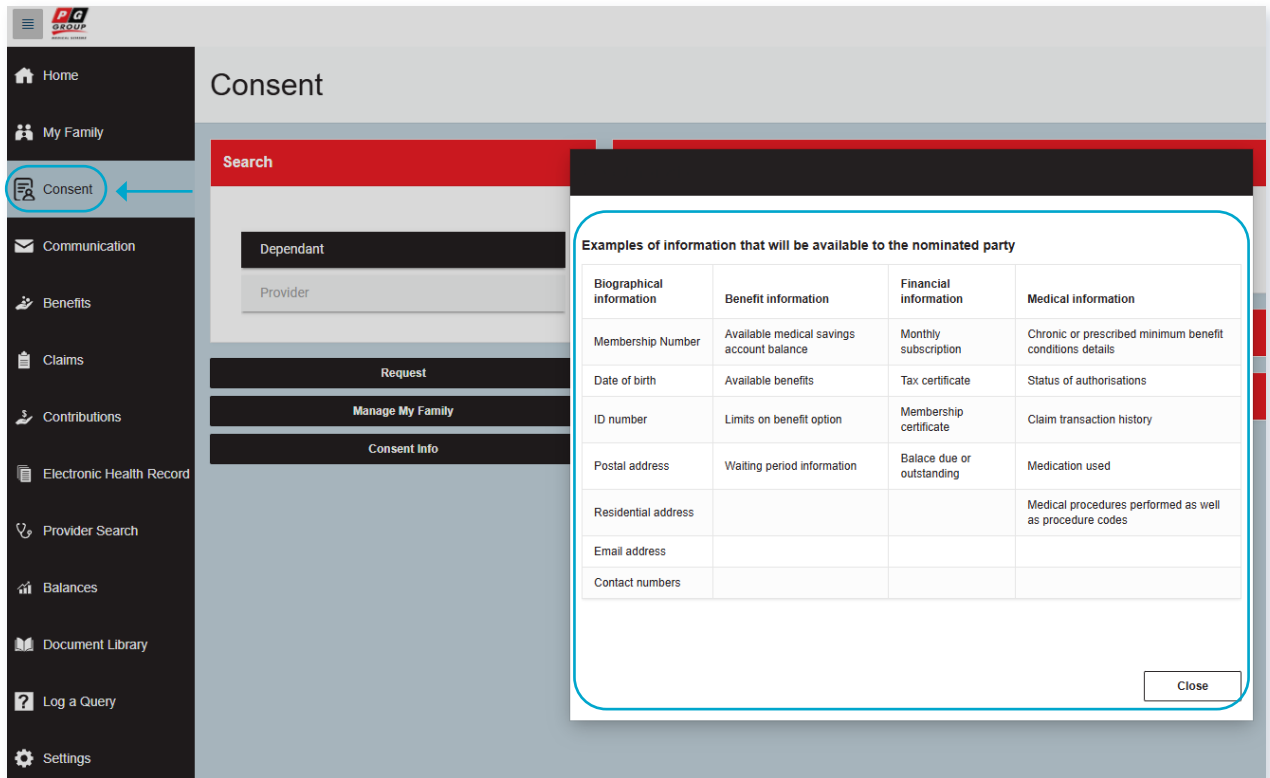 PG
GROUP
MEDICAL SCHEME
Home
My Family
Consent
Communication
Benefits
Claims
Contributions
Electronic Health Record
Provider Search
Balances
Document Library
Log a Query
Settings
Consent
Search
Dependant
Provider
Request
Manage My Family
Consent Info
Examples of information that will be available to the nominated party
Biographical
information
Benefit information
Financial
information
Medical information
Membership Number
Available medical savings
account balance
Monthly
subscription
Chronic or prescribed minimum benefit
conditions details
Date of birth
Available benefits
Tax certificate
Status of authorisations
ID number
Limits on benefit option
Membership
certificate
Claim transaction history
Postal address
Waiting period information
Balace due or
outstanding
Medication used
Residential address
Medical procedures performed as well
as procedure codes
Email address
Contact numbers
Close